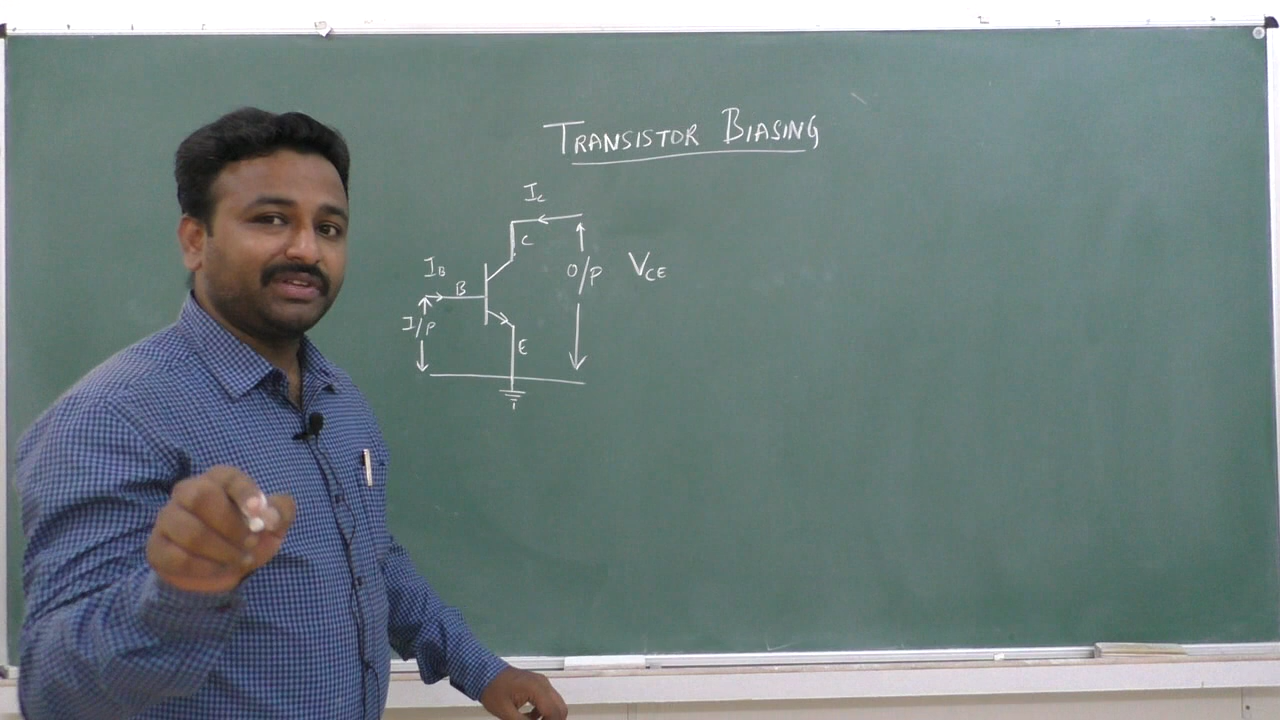 TRANSISTOR BIASING
IC
C
IB
B
I/P
O/P
VCE
E